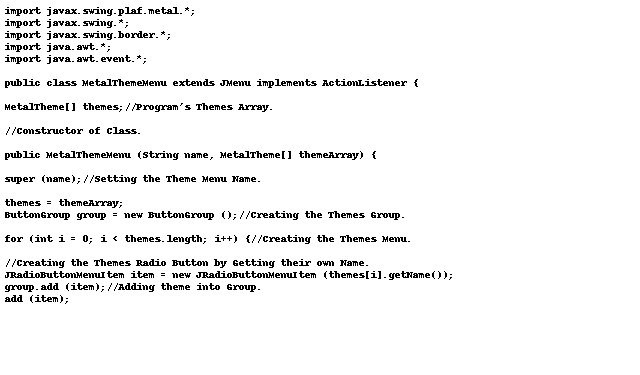 import javax.swing.plaf.metal.*;
import javax.swing.*;
import javax.swing.border.*;
import java.awt.*;
import java.awt.event.*;
public class MetalThemeMenu extends JMenu implements ActionListener {
MetalTheme[] themes;//Program's Themes Array.
//Constructor of Class.
public MetalThemeMenu (String name, MetalTheme[] themeArray) {
super (name);//Setting the Theme Menu Name.
themes = themeArray;
ButtonGroup group = new ButtonGroup ();//Creating the Themes Group.
for (int i = 0; i < themes.length; i++) {//Creating the Themes Menu.
//Creating the Themes Radio Button by Getting their own Name.
JRadioButtonMenuItem item = new JRadioButtonMenuItem (themes[i].getName());
group.add (item);//Adding theme into Group.
add (item);